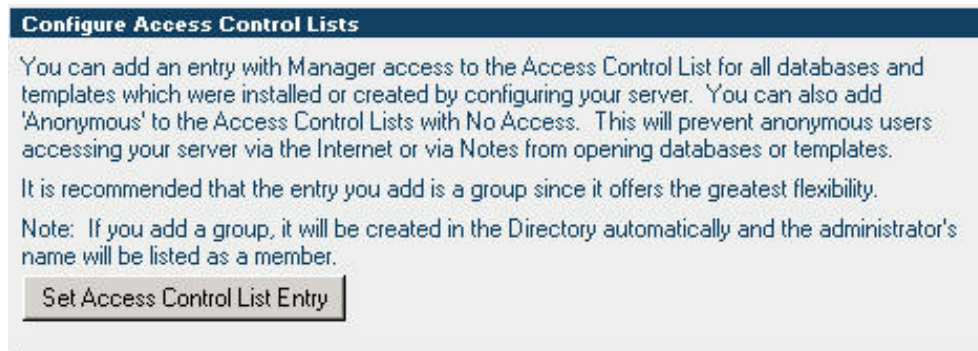 Configure Access Control Lists
You can add an entry with Manager access to the Access Control List for all databases and
templates which were installed or created by configuring your server.  You can also add
'Anonymous' to the Access Control Lists with No Access.  This will prevent anonymous users
accessing your server via the Internet or via Notes from opening databases or templates.
It is recommended that the entry you add is a group since it offers the greatest flexibility.
Note:  If you add a group, it will be created in the Directory automatically and the administrator's
name will be listed as a member.
Set Access Control List Entry